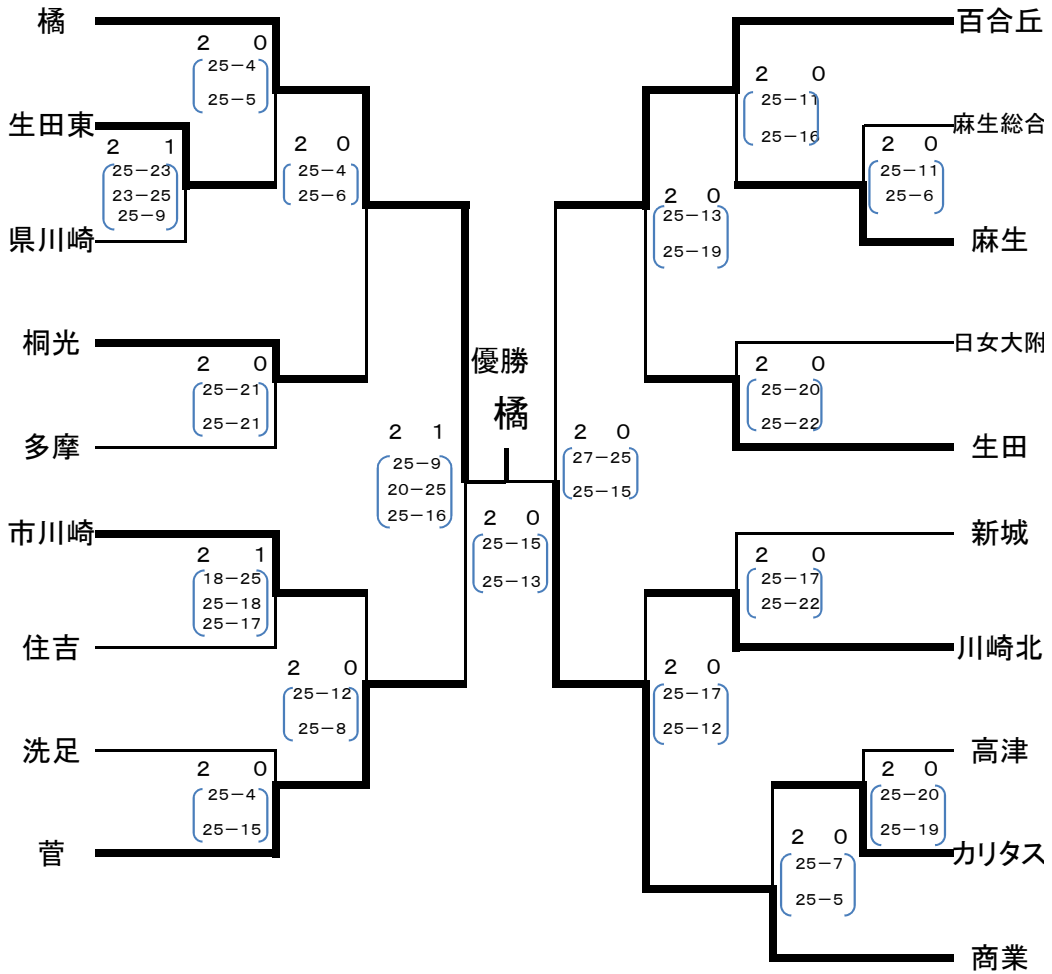 橘
2 0
25-4
25-5
生田東
2 1
25-23
23-25
25-9
県川崎
2 0
25-4
25-6
桐光
2 0
25-21
25-21
多摩
2 1
25-9
20-25
25-16
市川崎
2 1
18-25
25-18
25-17
住吉
2 0
25-12
25-8
洗足
2 0
25-4
25-15
菅
優勝
橘
2 0
25-15
25-13
百合丘
2 0
25-11
25-16
麻生総合
2 0
25-11
25-6
麻生
2 0
25-13
25-19
日女大附
2 0
25-20
25-22
生田
2 0
27-25
25-15
新城
2 0
25-17
25-22
川崎北
2 0
25-17
25-12
高津
2 0
25-20
25-19
カリタス
2 0
25-7
25-5
商業